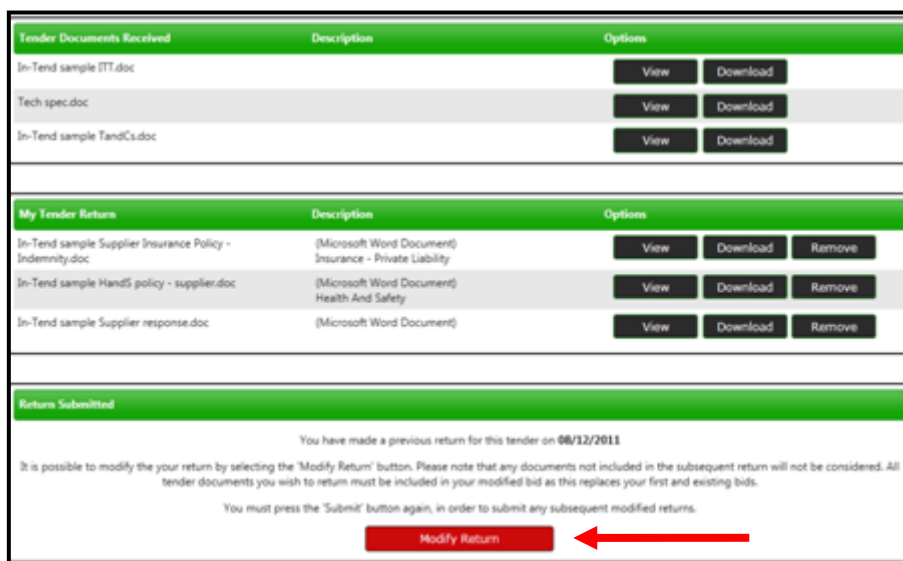 Tender Documents Received Description Options
In-Tend sample ITT.doc View Download
Tech spec.doc View Download
In-Tend sample TandCs.doc View Download
My Tender Return Description Options
In-Tend sample Supplier Insurance Policy - (Microsoft Word Document)
Indemnity.doc Insurance - Private Liability View Download Remove
In-Tend sample HandS policy - supplier.doc (Microsoft Word Document)
Health And Safety View Download Remove
In-Tend sample Supplier response.doc (Microsoft Word Document) View Download Remove
Return Submitted
You have made a previous return for this tender on 08/12/2011
It is possible to modify the your return by selecting the 'Modify Return' button. Please note that any documents not included in the subsequent return will not be considered. All
tender documents you wish to return must be included in your modified bid as this replaces your first and existing bids.
You must press the 'Submit' button again, in order to submit any subsequent modified returns.
Modify Return